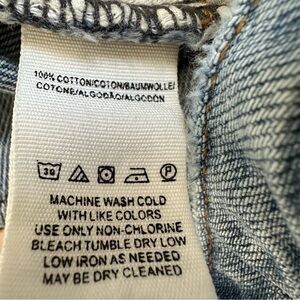 100% COTTON/COTON/BAUMWOLLE/
COTONE/ALGODÃO/ALGODON
30
P
MACHINE WASH COLD
WITH LIKE COLORS
USE ONLY NON-CHLORINE
BLEACH TUMBLE DRY LOW
LOW IRON AS NEEDED
MAY BE DRY CLEANED